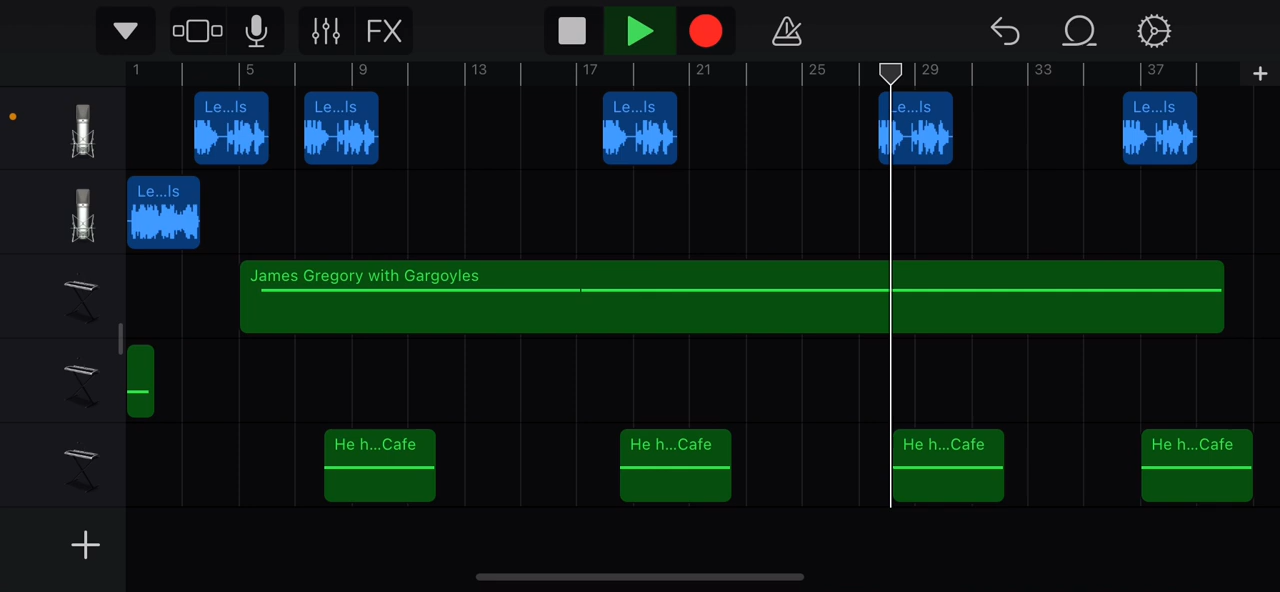 FX
1 5 9 13 17 21 25 29 33 37
Le...ls Le...ls Le...ls Le...ls Le...ls
Le...ls
James Gregory with Gargoyles
He h...Cafe He h...Cafe He h...Cafe He h...Cafe